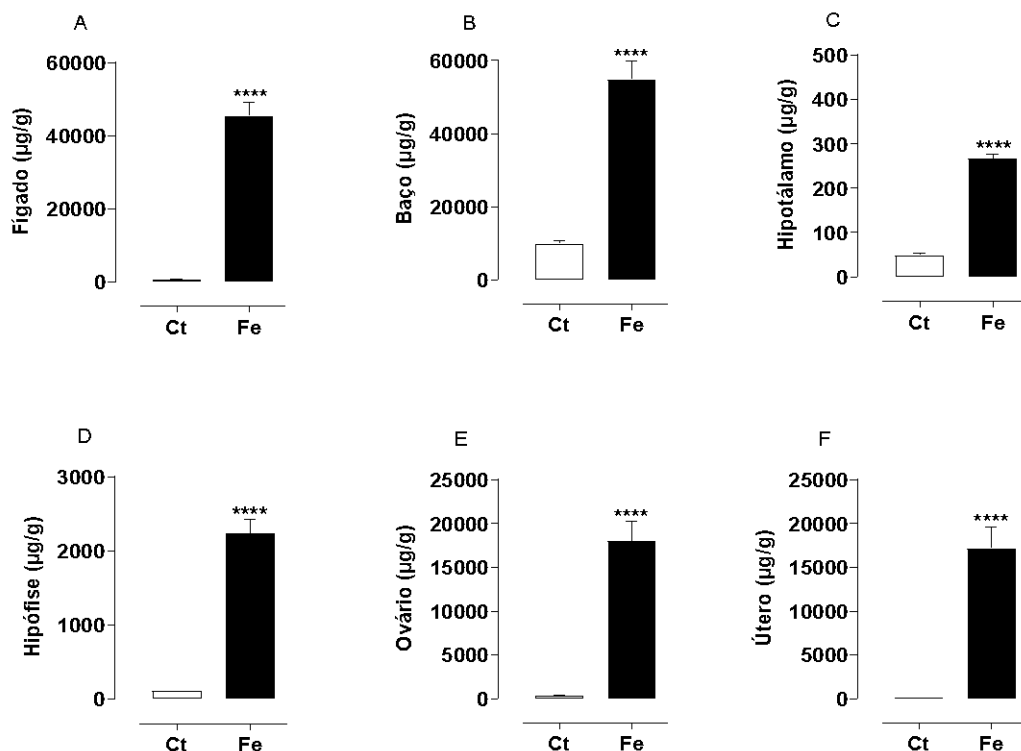 A
Fígado (µg/g)
60000
40000
20000
0
****
Ct Fe
B
Baço (µg/g)
60000
40000
20000
0
****
Ct Fe
C
Hipotálamo (µg/g)
500
400
300
200
100
0
****
Ct Fe
D
Hipófise (µg/g)
3000
2000
1000
0
****
Ct Fe
E
Ovário (µg/g)
25000
20000
15000
10000
5000
0
****
Ct Fe
F
Útero (µg/g)
25000
20000
15000
10000
5000
0
****
Ct Fe